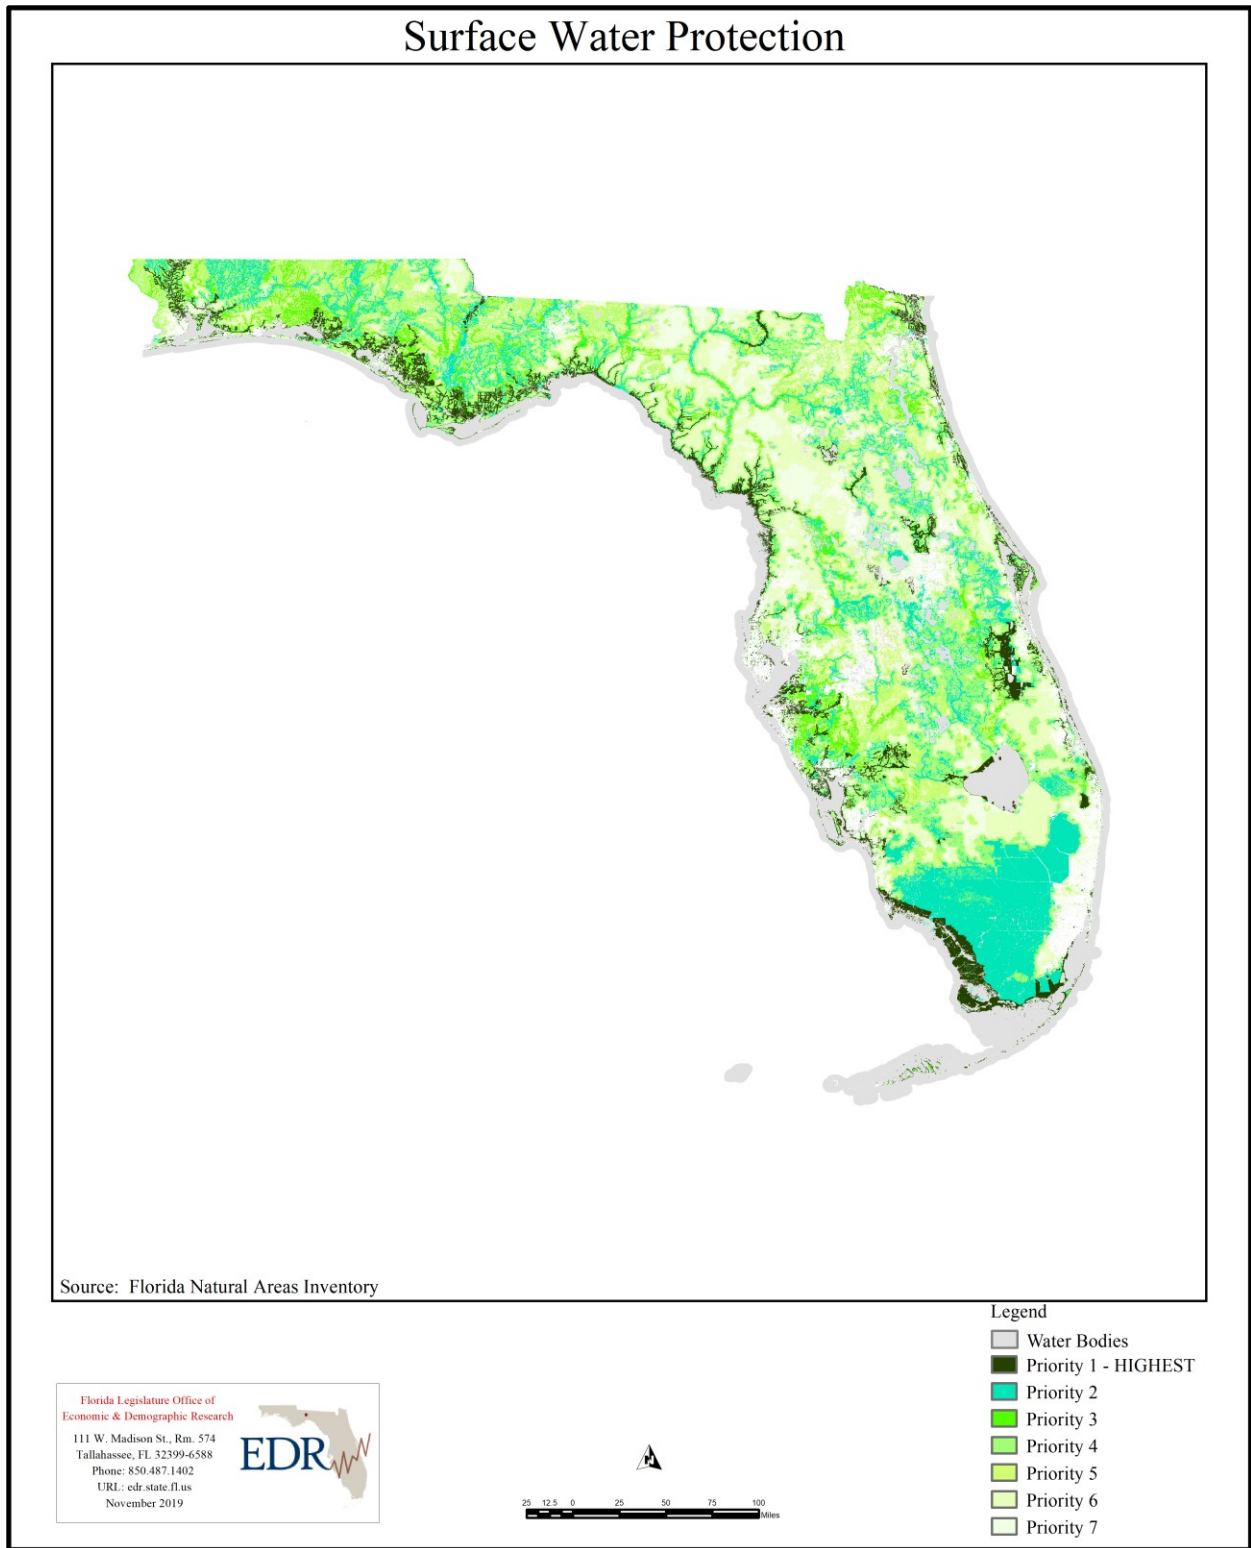 Surface Water Protection
Source: Florida Natural Areas Inventory
Legend
Water Bodies
Priority 1 - HIGHEST
Priority 2
Priority 3
Priority 4
Priority 5
Priority 6
Priority 7
Florida Legislature Office of
Economic & Demographic Research
111 W. Madison St., Rm. 574
Tallahassee, FL 32399-6588
Phone: 850.487.1402
URL: edr.state.fl.us
November 2019
EDR
25 12.5 0 25 50 75 100
Miles